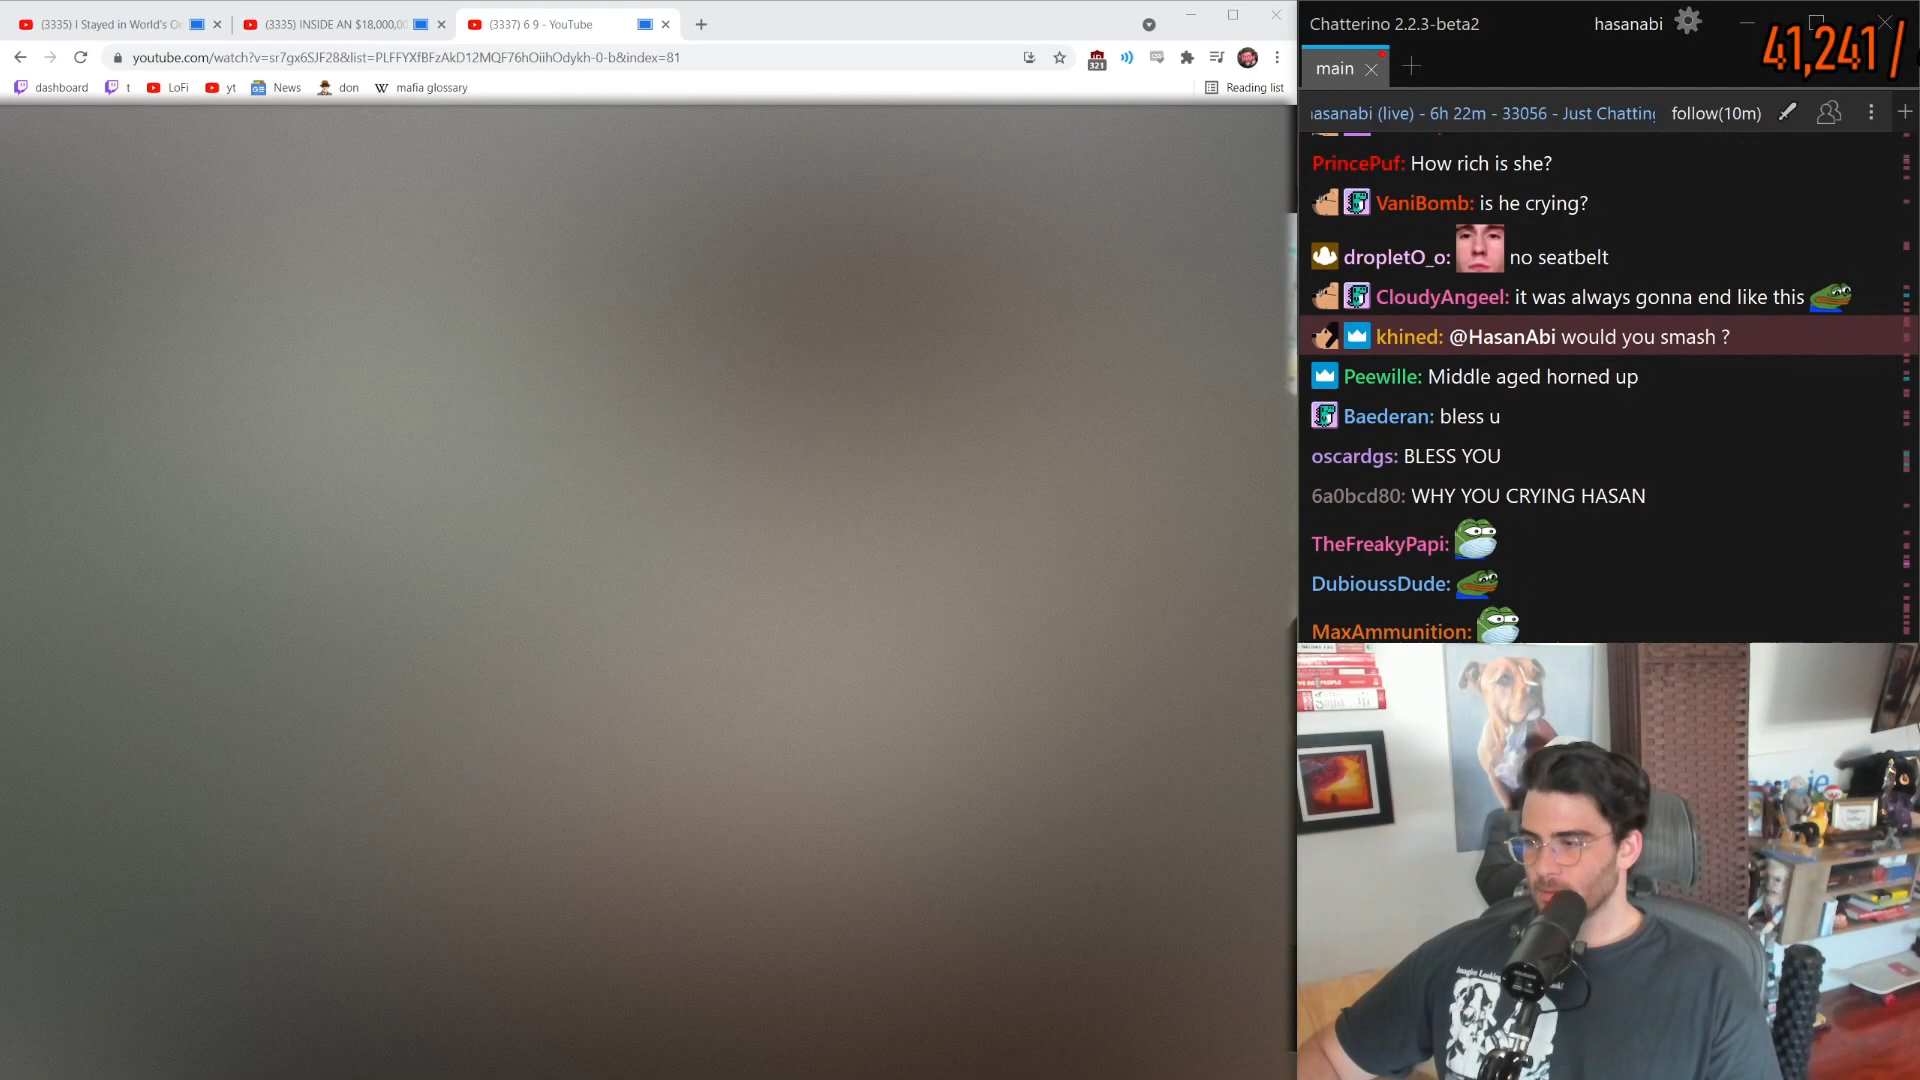 (3335) I Stayed in World's O
(3335) INSIDE AN $18,000,00
(3337) 6 9 - YouTube
youtube.com/watch?v=sr7gx6SJF28&list=PLFFYXfBFzAkD12MQF76hOiihOdykh-0-b&index=81
321
dashboard
t
LoFi
yt
News
don
mafia glossary
Reading list
Chatterino 2.2.3-beta2
hasanabi
41,241 /
main
asanabi (live) - 6h 22m - 33056 - Just Chatting
follow(10m)
PrincePuf: How rich is she?
VaniBomb: is he crying?
dropletO_o: no seatbelt
CloudyAngeel: it was always gonna end like this
khined: @HasanAbi would you smash ?
Peewille: Middle aged horned up
Baederan: bless u
oscardgs: BLESS YOU
6a0bcd80: WHY YOU CRYING HASAN
TheFreakyPapi:
DubioussDude:
MaxAmmunition: